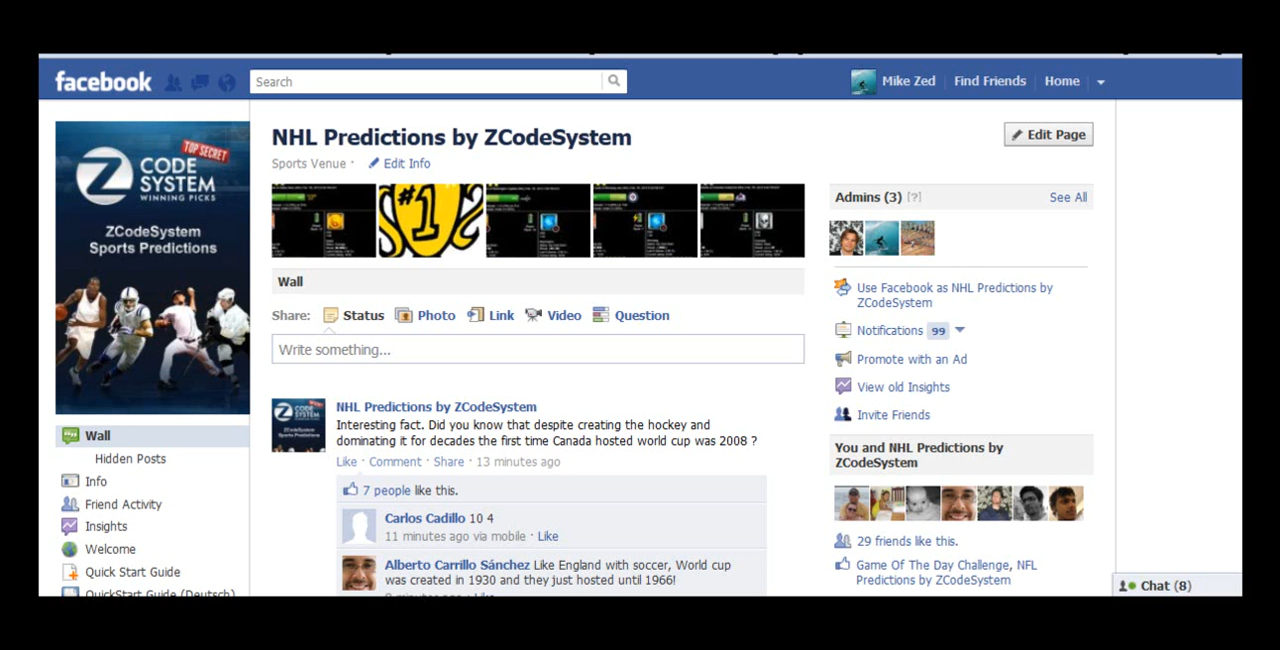 facebook
Search
Mike Zed
Find Friends
Home
TOP SECRET
Z CODE
SYSTEM
WINNING PICKS
ZCodeSystem
Sports Predictions
NHL Predictions by ZCodeSystem
Sports Venue · Edit Info
Edit Page
#1
Wall
Share: Status Photo Link Video Question
Write something...
NHL Predictions by ZCodeSystem
Interesting fact. Did you know that despite creating the hockey and
dominating it for decades the first time Canada hosted world cup was 2008 ?
Like · Comment · Share · 13 minutes ago
7 people like this.
Carlos Cadillo 10 4
11 minutes ago via mobile · Like
Alberto Carrillo Sánchez Like England with soccer, World cup
was created in 1930 and they just hosted until 1966!
Wall
Hidden Posts
Info
Friend Activity
Insights
Welcome
Quick Start Guide
QuickStart Guide (Deutsch)
Admins (3) [?]
See All
Use Facebook as NHL Predictions by
ZCodeSystem
Notifications 99
Promote with an Ad
View old Insights
Invite Friends
You and NHL Predictions by
ZCodeSystem
29 friends like this.
Game Of The Day Challenge, NFL
Predictions by ZCodeSystem
Chat (8)